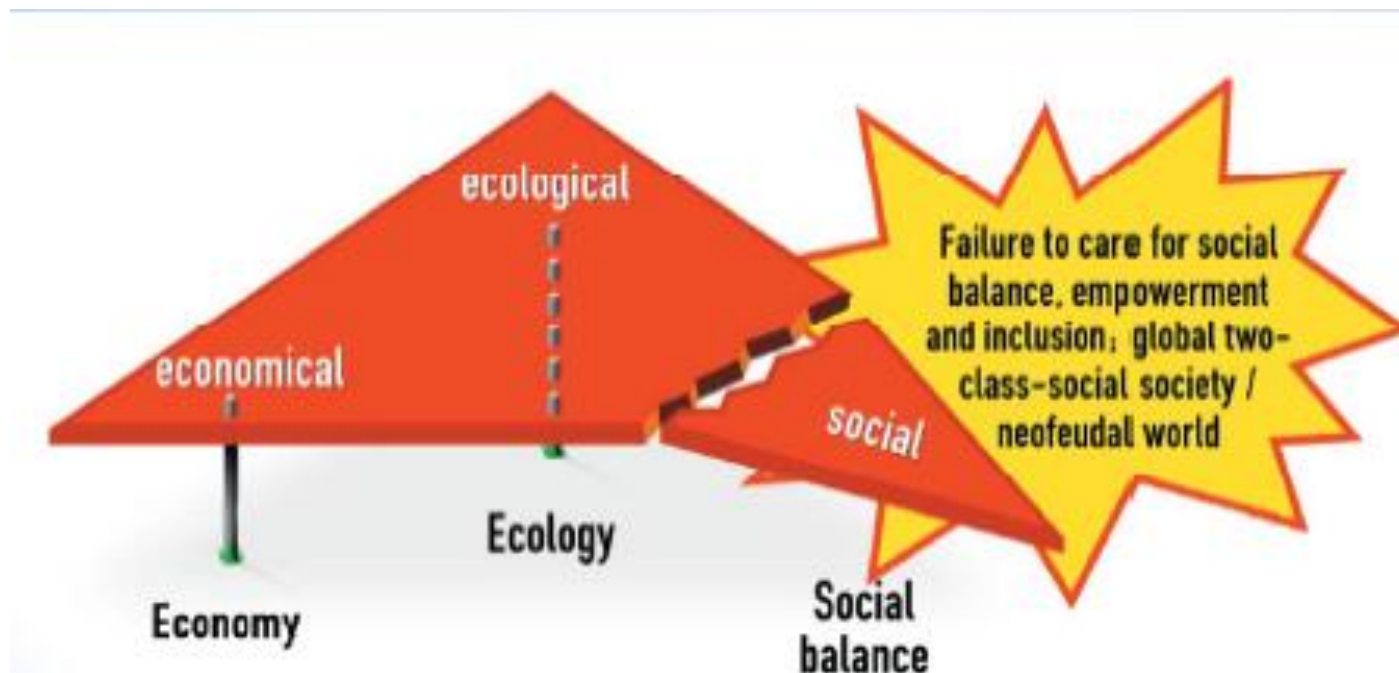 ecological
economical
social
Failure to care for social
balance, empowerment
and inclusion; global two-
class-social society /
neofeudal world
Economy
Ecology
Social
balance